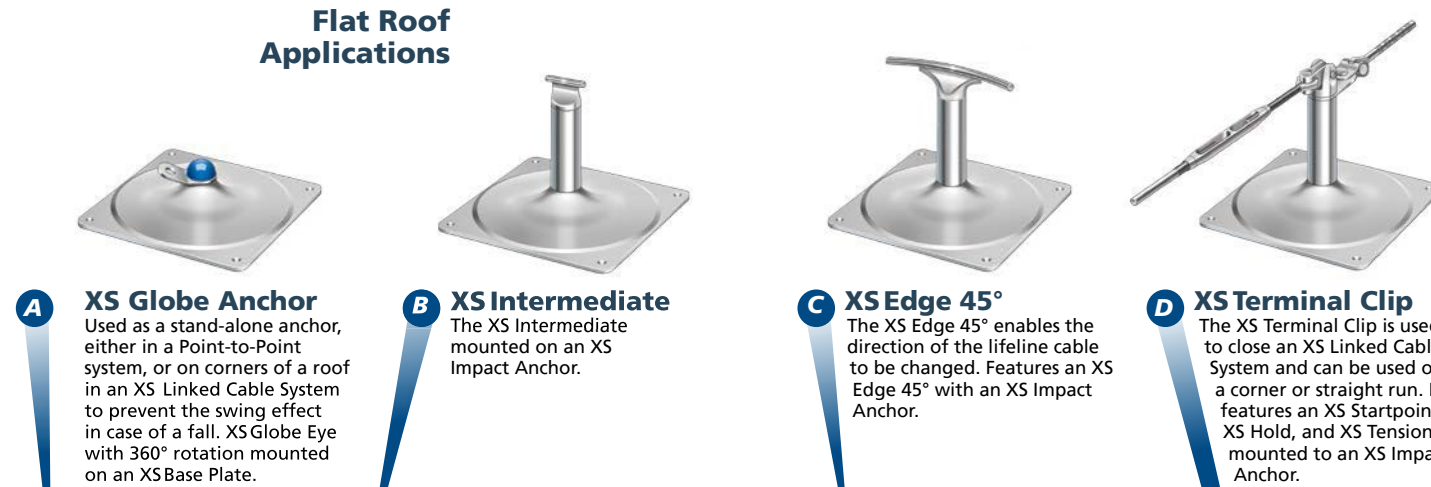 Flat Roof
Applications
A
XS Globe Anchor
Used as a stand-alone anchor,
either in a Point-to-Point
system, or on corners of a roof
in an XS Linked Cable System
to prevent the swing effect
in case of a fall. XS Globe Eye
with 360° rotation mounted
on an XS Base Plate.
B
XS Intermediate
The XS Intermediate
mounted on an XS
Impact Anchor.
C
XS Edge 45°
The XS Edge 45° enables the
direction of the lifeline cable
to be changed. Features an XS
Edge 45° with an XS Impact
Anchor.
D
XS Terminal Clip
The XS Terminal Clip is
to close an XS Linked
System and can be used
a corner or straight run.
features an XS
XS Hold, and XS Tension
mounted to an XS
Anchor.